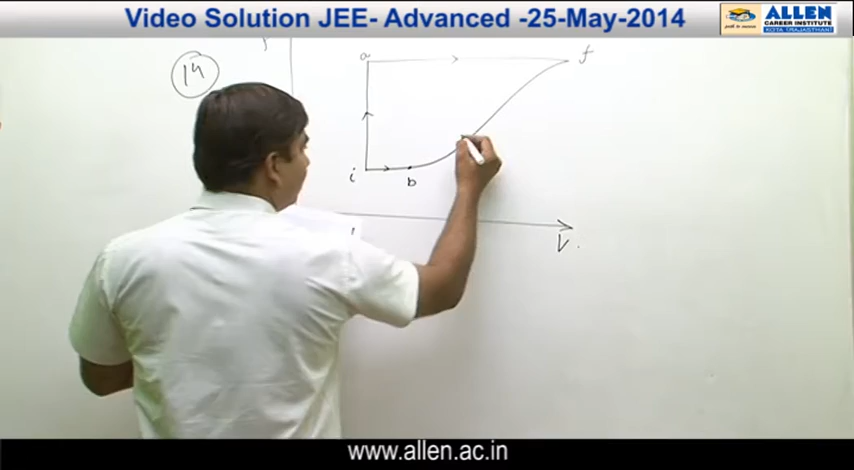 Video Solution JEE- Advanced -25-May-2014
ALLEN
CAREER INSTITUTE
KOTA (RAJASTHAN)
14
a
f
i
b
V.
www.allen.ac.in